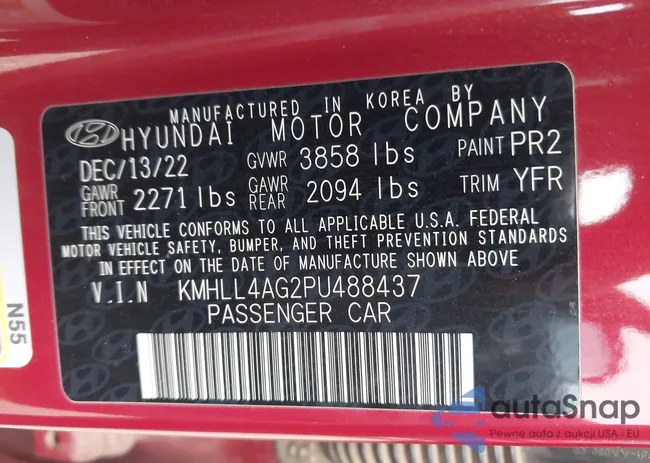 MANUFACTURED IN KOREA BY
HYUNDAI MOTOR COMPANY
DEC/13/22 GVWR 3858 lbs PAINT PR2
GAWR FRONT 2271 lbs GAWR REAR 2094 lbs TRIM YFR
THIS VEHICLE CONFORMS TO ALL APPLICABLE U.S.A. FEDERAL
MOTOR VEHICLE SAFETY, BUMPER, AND THEFT PREVENTION STANDARDS
IN EFFECT ON THE DATE OF MANUFACTURE SHOWN ABOVE
V.I.N KMHLL4AG2PU488437
PASSENGER CAR
N55
autaSnap
Pewne auta z aukcji USA - EU